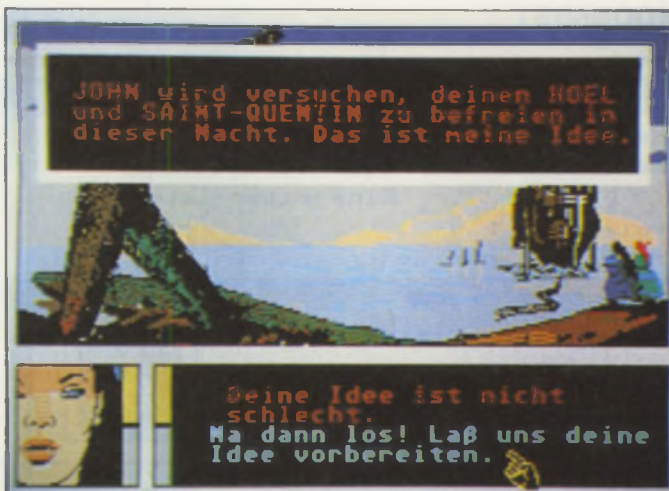 JOHN wird versuchen, deinen NOEL
und SAINT-QUENTIN zu befreien in
dieser Nacht. Das ist meine Idee.
Deine Idee ist nicht
schlecht.
Na dann los! Laß uns deine
Idee vorbereiten.